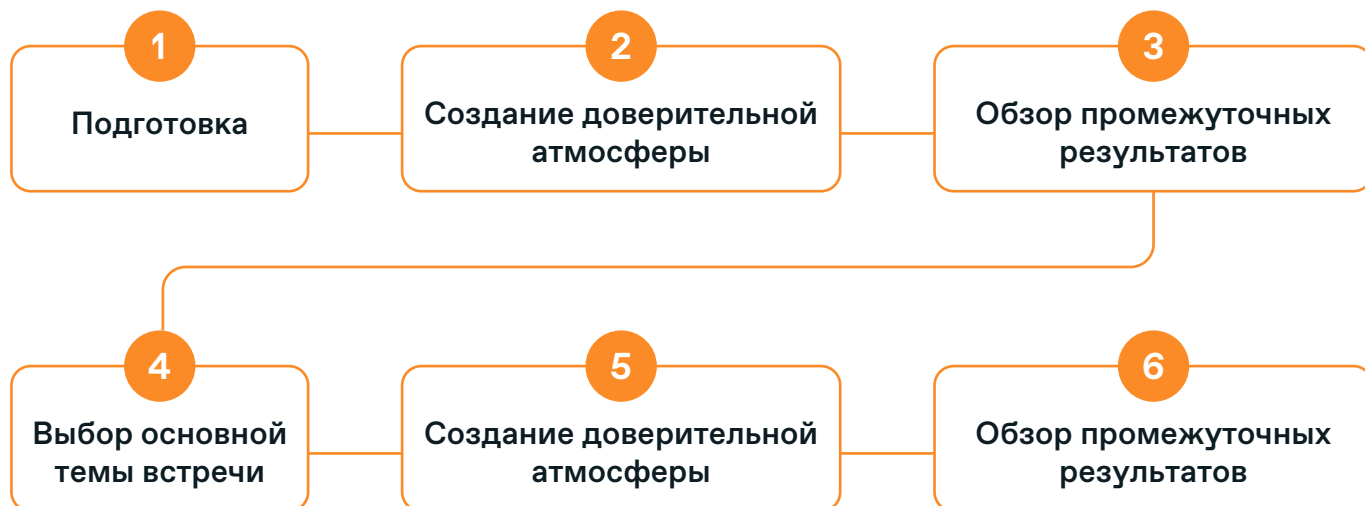 1
Подготовка
2
Создание доверительной
атмосферы
3
Обзор промежуточных
результатов
4
Выбор основной
темы встречи
5
Создание доверительной
атмосферы
6
Обзор промежуточных
результатов